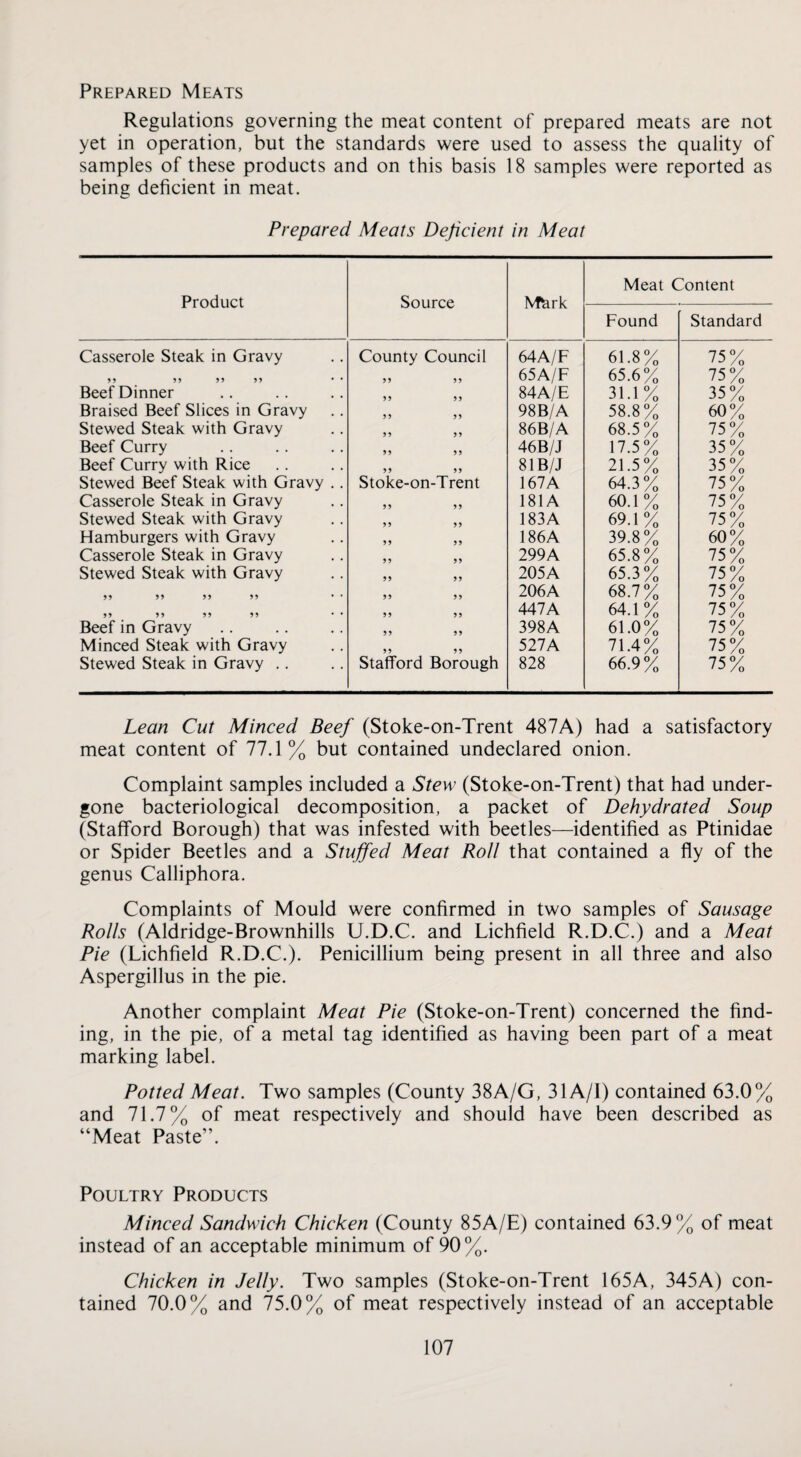 PREPARED MEATS
Regulations governing the meat content of prepared meats are not
yet in operation, but the standards were used to assess the quality of
samples of these products and on this basis 18 samples were reported as
being deficient in meat.
Prepared Meats Deficient in Meat
Product Source Mark Meat Content
Found Standard
Casserole Steak in Gravy .. County Council 64A/F 61.8% 75%
,, ,, ,, ,, .. ,, ,, 65A/F 65.6% 75%
Beef Dinner .. .. .. ,, ,, 84A/E 31.1% 35%
Braised Beef Slices in Gravy .. ,, ,, 98B/A 58.8% 60%
Stewed Steak with Gravy .. ,, ,, 86B/A 68.5% 75%
Beef Curry .. .. .. ,, ,, 46B/J 17.5% 35%
Beef Curry with Rice .. .. ,, ,, 81B/J 21.5% 35%
Stewed Beef Steak with Gravy .. Stoke-on-Trent 167A 64.3% 75%
Casserole Steak in Gravy .. ,, ,, 181A 60.1% 75%
Stewed Steak with Gravy .. ,, ,, 183A 69.1% 75%
Hamburgers with Gravy .. ,, ,, 186A 39.8% 60%
Casserole Steak in Gravy .. ,, ,, 299A 65.8% 75%
Stewed Steak with Gravy .. ,, ,, 205A 65.3% 75%
,, ,, ,, ,, .. ,, ,, 206A 68.7% 75%
,, ,, ,, ,, .. ,, ,, 447A 64.1% 75%
Beef in Gravy .. .. .. ,, ,, 398A 61.0% 75%
Minced Steak with Gravy .. ,, ,, 527A 71.4% 75%
Stewed Steak in Gravy .. .. Stafford Borough 828 66.9% 75%
Lean Cut Minced Beef (Stoke-on-Trent 487A) had a satisfactory
meat content of 77.1% but contained undeclared onion.
Complaint samples included a Stew (Stoke-on-Trent) that had under-
gone bacteriological decomposition, a packet of Dehydrated Soup
(Stafford Borough) that was infested with beetles—identified as Ptinidae
or Spider Beetles and a Stuffed Meat Roll that contained a fly of the
genus Calliphora.
Complaints of Mould were confirmed in two samples of Sausage
Rolls (Aldridge-Brownhills U.D.C. and Lichfield R.D.C.) and a Meat
Pie (Lichfield R.D.C.). Penicillium being present in all three and also
Aspergillus in the pie.
Another complaint Meat Pie (Stoke-on-Trent) concerned the find-
ing, in the pie, of a metal tag identified as having been part of a meat
marking label.
Potted Meat. Two samples (County 38A/G, 31A/I) contained 63.0%
and 71.7% of meat respectively and should have been described as
“Meat Paste”.
POULTRY PRODUCTS
Minced Sandwich Chicken (County 85A/E) contained 63.9% of meat
instead of an acceptable minimum of 90%.
Chicken in Jelly. Two samples (Stoke-on-Trent 165A, 345A) con-
tained 70.0% and 75.0% of meat respectively instead of an acceptable
107